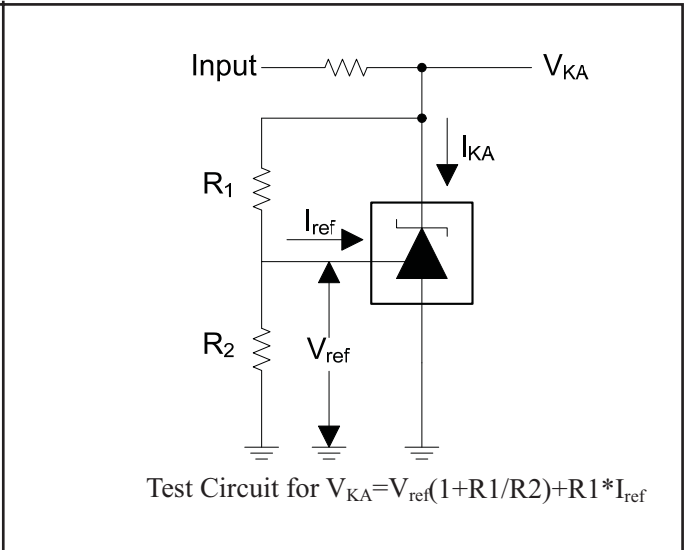 Input
V_KA
I_KA
R_1
I_ref
R_2
V_ref
Test Circuit for V_KA=V_ref(1+R1/R2)+R1*I_ref